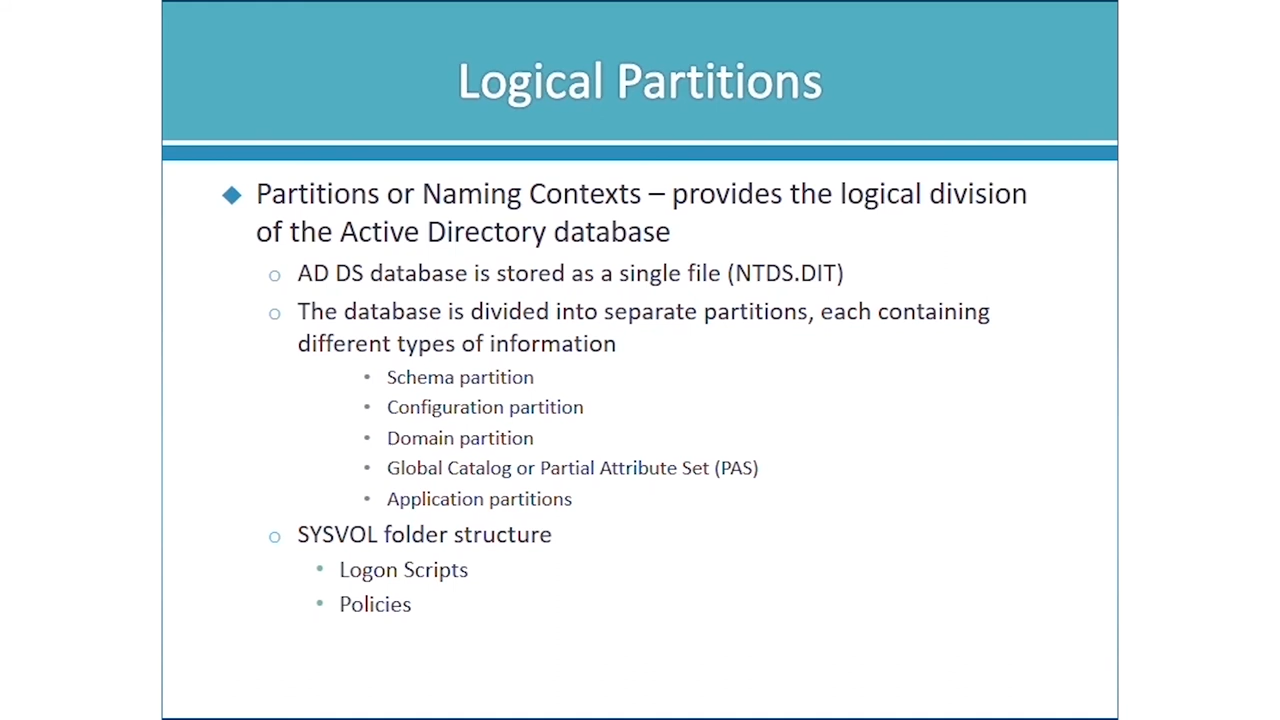 Logical Partitions
Partitions or Naming Contexts – provides the logical division
of the Active Directory database
AD DS database is stored as a single file (NTDS.DIT)
The database is divided into separate partitions, each containing
different types of information
Schema partition
Configuration partition
Domain partition
Global Catalog or Partial Attribute Set (PAS)
Application partitions
SYSVOL folder structure
Logon Scripts
Policies